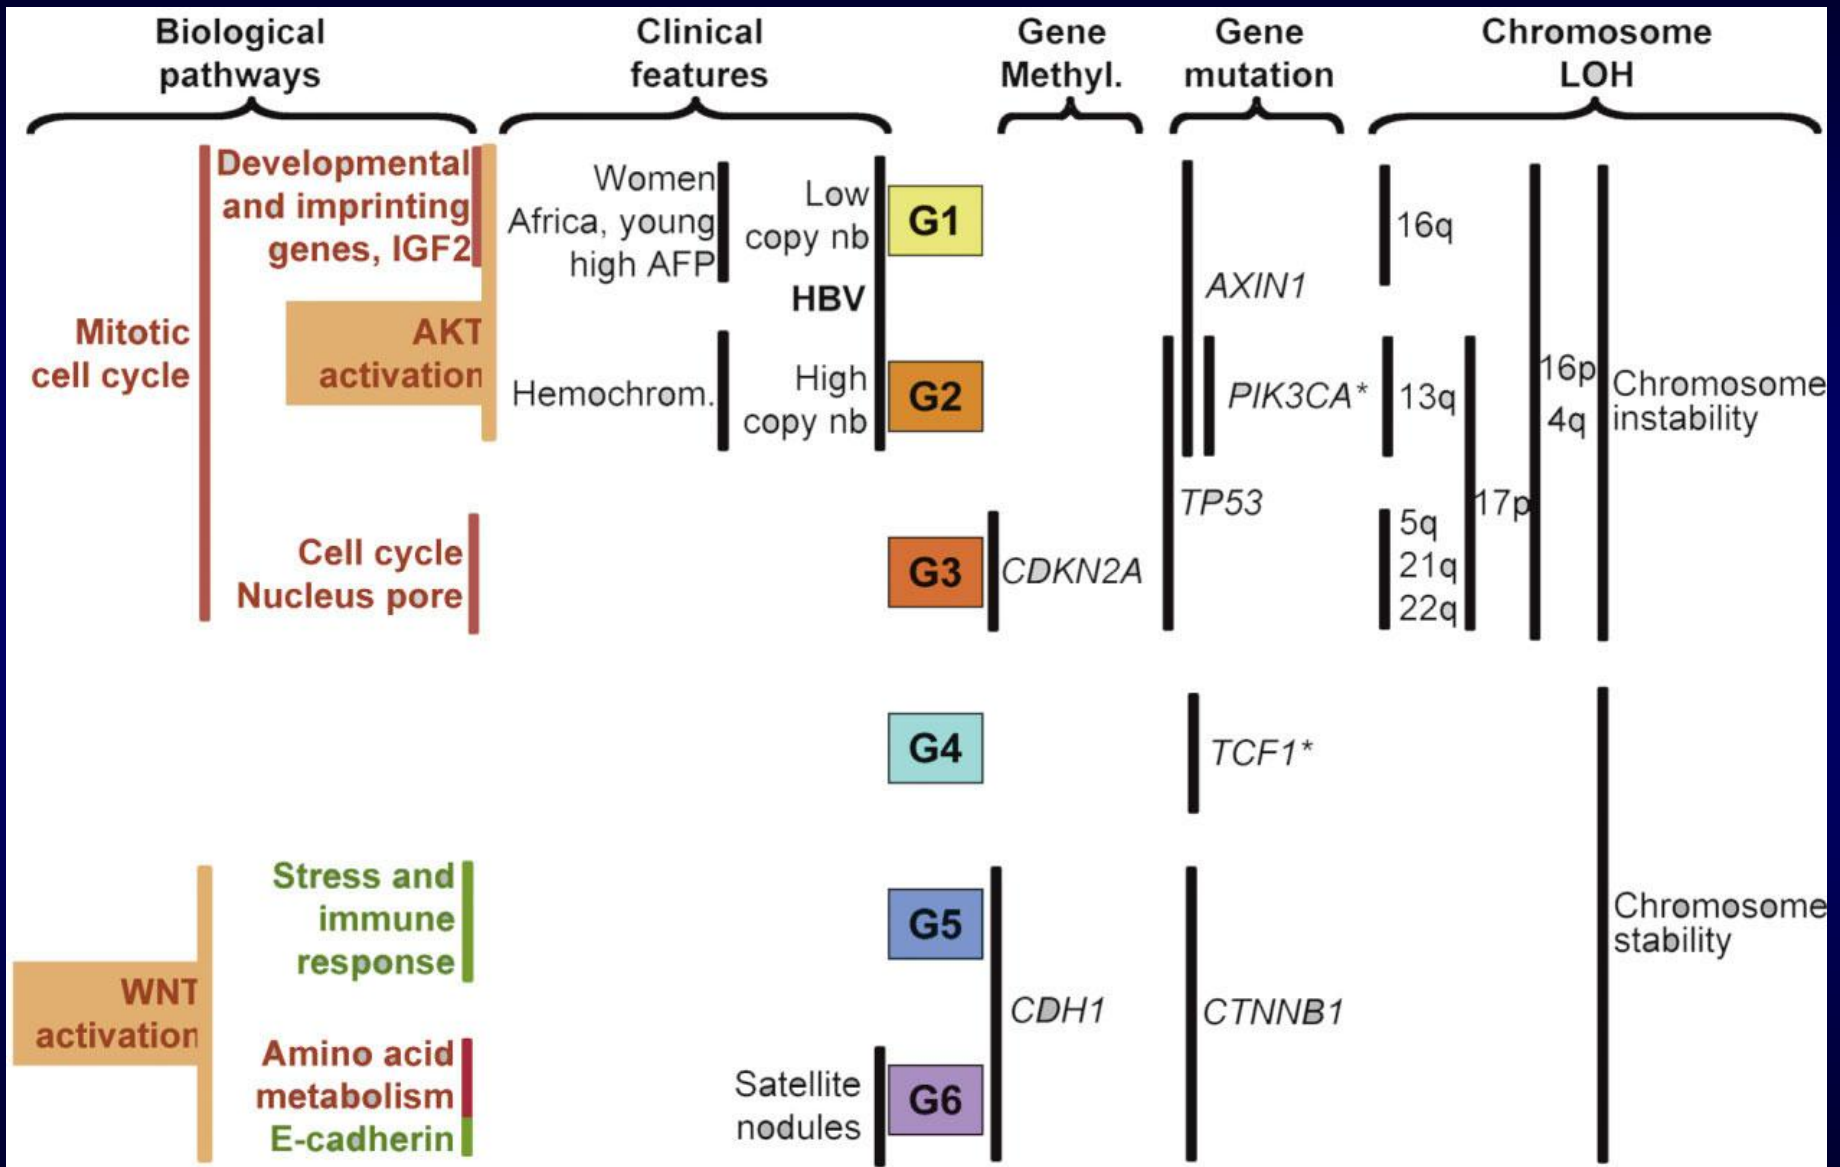 Biological
pathways
Clinical
features
Gene
Methyl.
Gene
mutation
Chromosome
LOH
Developmental
and imprinting
genes, IGF2
Women
Africa, young
high AFP
Low
copy nb
G1
16q
AXIN1
HBV
Mitotic
cell cycle
AKT
activation
Hemochrom.
High
copy nb
G2
PIK3CA*
13q
16p
4q
Chromosome
instability
TP53
17p
Cell cycle
Nucleus pore
G3
CDKN2A
5q
21q
22q
G4
TCF1*
Stress and
immune
response
G5
Chromosome
stability
WNT
activation
CDH1
CTNNB1
Amino acid
metabolism
E-cadherin
Satellite
nodules
G6